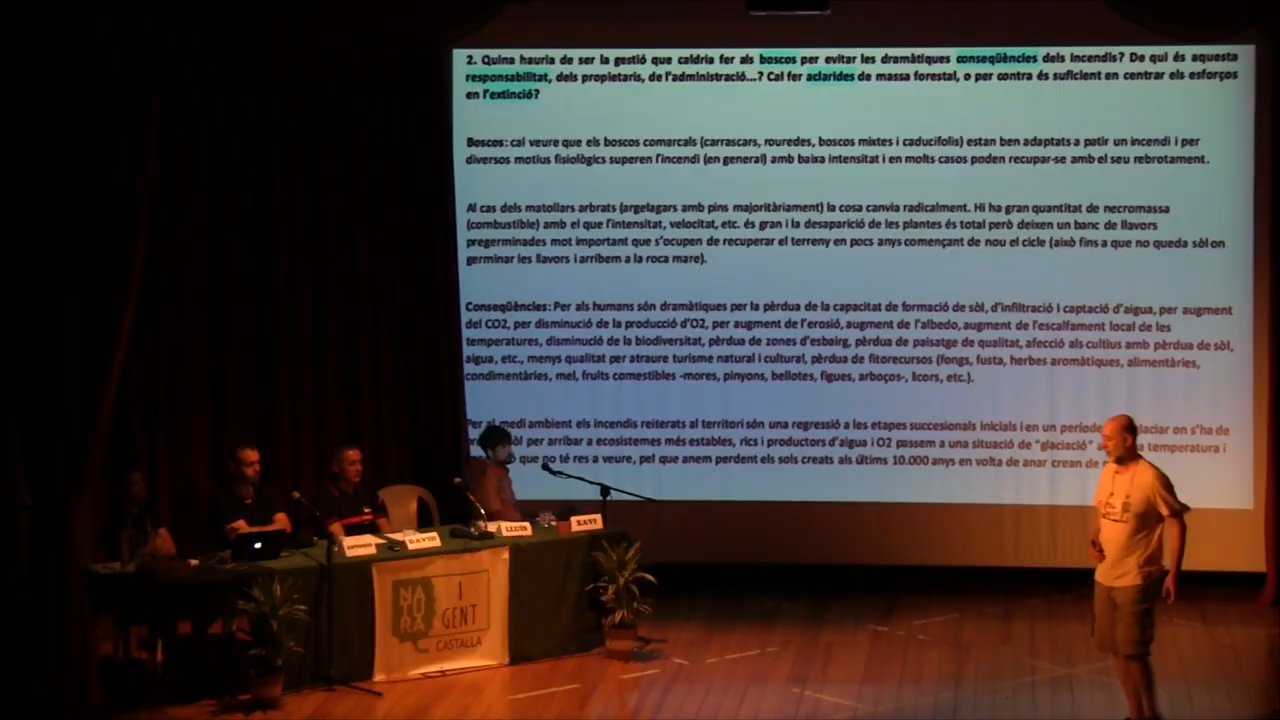 2. Quina hauria de ser la gestió que caldria fer als boscos per evitar les dramàtiques conseqüències dels incendis? De qui és aquesta
responsabilitat, dels propietaris, de l'administració...? Cal fer aclarides de massa forestal, o per contra és suficient en centrar els esforços
en l'extinció?
Boscos: cal veure que els boscos comarcals (carrascars, rouredes, boscos mixtes i caducifolis) estan ben adaptats a patir un incendi i per
diversos motius fisiològics superen l'incendi (en general) amb baixa intensitat i en molts casos poden recupar-se amb el seu rebrotament.
Al cas dels matollars arbrats (argelagars amb pins majoritàriament) la cosa canvia radicalment. Hi ha gran quantitat de necromassa
(combustible) amb el que l'intensitat, velocitat, etc. és gran i la desaparició de les plantes és total però deixen un banc de llavors
pregerminades mot important que s'ocupen de recuperar el terreny en pocs anys començant de nou el cicle (això fins a que no queda sòl on
germinar les llavors i arribem a la roca mare).
Conseqüències: Per als humans són dramàtiques per la pèrdua de la capacitat de formació de sòl, d'infiltració i captació d'aigua, per augment
del CO2, per disminució de la producció d'O2, per augment de l'erosió, augment de l'albedo, augment de l'escalfament local de les
temperatures, disminució de la biodiversitat, pèrdua de zones d'esbairg, pèrdua de paisatge de qualitat, afecció als cultius amb pèrdua de sòl,
aigua, etc., menys qualitat per atraure turisme natural i cultural, pèrdua de fitorecursos (fongs, fusta, herbes aromàtiques, alimentàries,
condimentàries, mel, fruits comestibles -mores, pinyons, bellotes, figues, arboços-, licors, etc.).
Per al medi ambient els incendis reiterats al territori són una regressió a les etapes successionals inicials i en un període glaciar on s'ha de
sòl per arribar a ecosistemes més estables, rics i productors d'aigua i O2 passem a una situació de "glaciació" temperatura i
que no té res a veure, pel que anem perdent els sols creats als últims 10.000 anys en volta de anar crean de
ANTONIO
DAVID
LLUÍS
XAVI
NATURA
I
GENT
CASTALLA